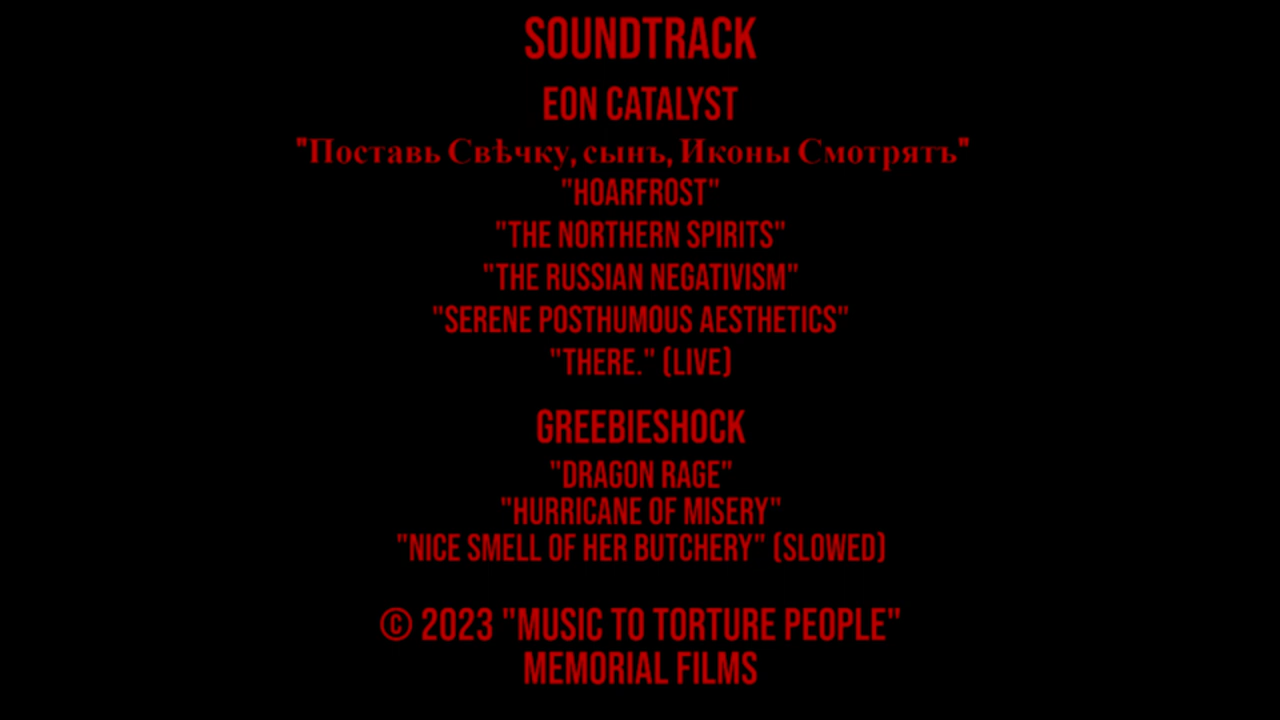 SOUNDTRACK
EON CATALYST
"Поставь Свѣчку, сынъ, Иконы Смотрятъ"
"HOARFROST"
"THE NORTHERN SPIRITS"
"THE RUSSIAN NEGATIVISM"
"SERENE POSTHUMOUS AESTHETICS"
"THERE." (LIVE)
GREEBIESHOCK
"DRAGON RAGE"
"HURRICANE OF MISERY"
"NICE SMELL OF HER BUTCHERY" (SLOWED)
© 2023 "MUSIC TO TORTURE PEOPLE"
MEMORIAL FILMS